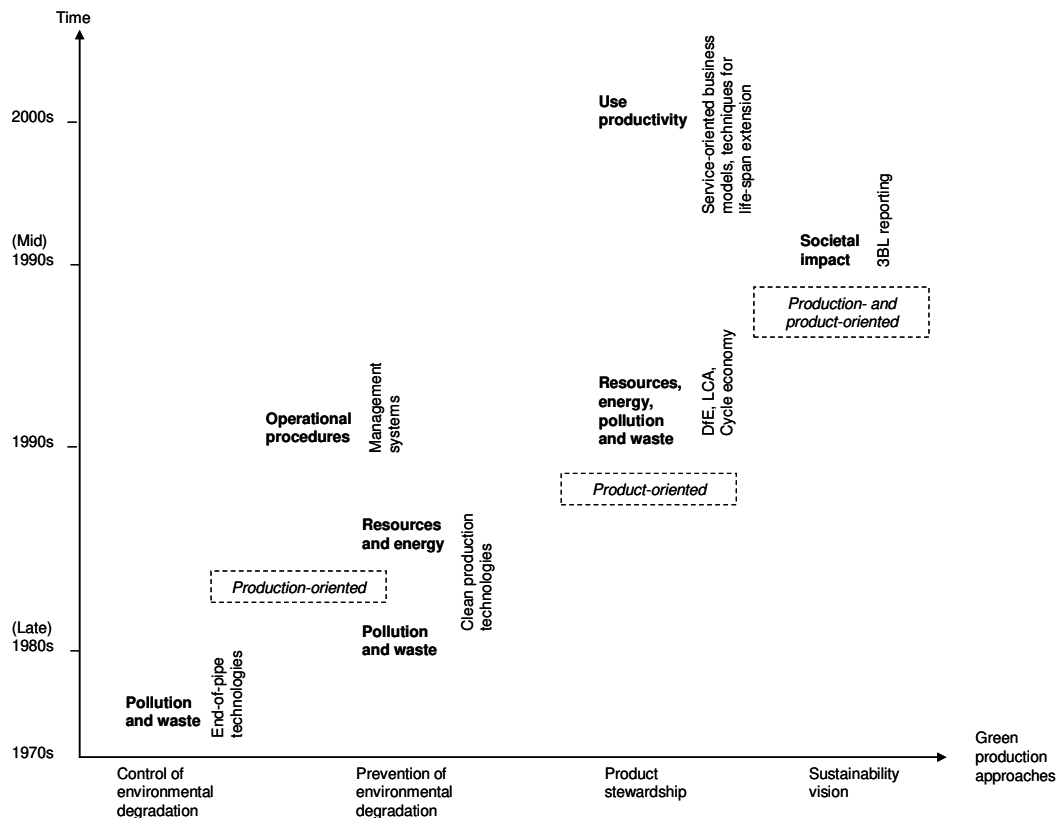 Time
2000s
(Mid)
1990s
1990s
(Late)
1980s
1970s
Use
productivity
Service-oriented business
models, techniques for
life-span extension
Societal
impact
3BL reporting
Production- and
product-oriented
Resources,
energy,
pollution
and waste
DfE, LCA,
Cycle economy
Operational
procedures
Management
systems
Product-oriented
Resources
and energy
Clean production
technologies
Production-oriented
Pollution
and waste
Pollution
and waste
End-of-pipe
technologies
Control of
environmental
degradation
Prevention of
environmental
degradation
Product
stewardship
Sustainability
vision
Green
production
approaches